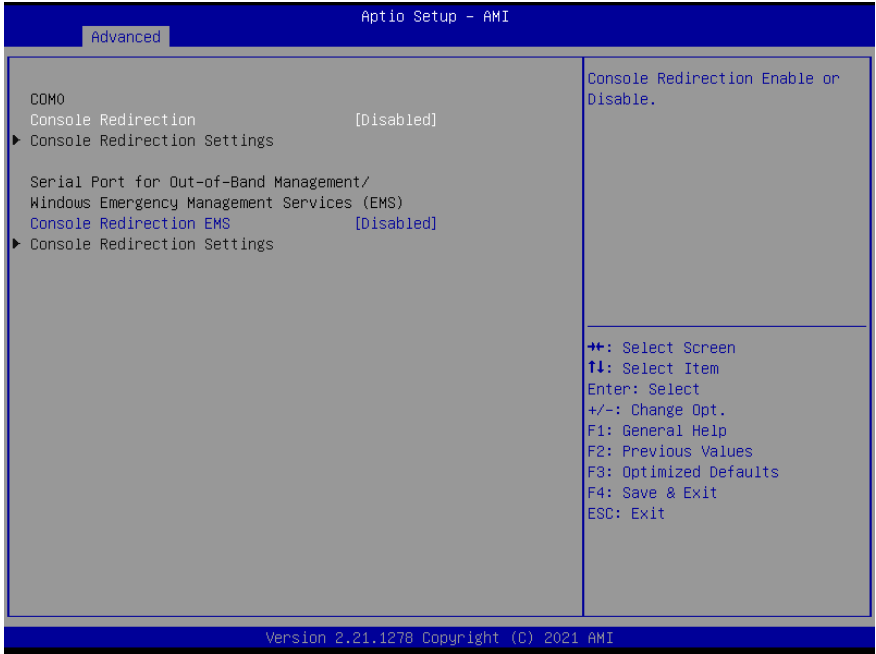 Aptio Setup – AMI
Advanced
COM0
Console Redirection [Disabled]
▶ Console Redirection Settings
Serial Port for Out-of-Band Management/
Windows Emergency Management Services (EMS)
Console Redirection EMS [Disabled]
▶ Console Redirection Settings
Console Redirection Enable or
Disable.
→←: Select Screen
↑↓: Select Item
Enter: Select
+/-: Change Opt.
F1: General Help
F2: Previous Values
F3: Optimized Defaults
F4: Save & Exit
ESC: Exit
Version 2.21.1278 Copyright (C) 2021 AMI